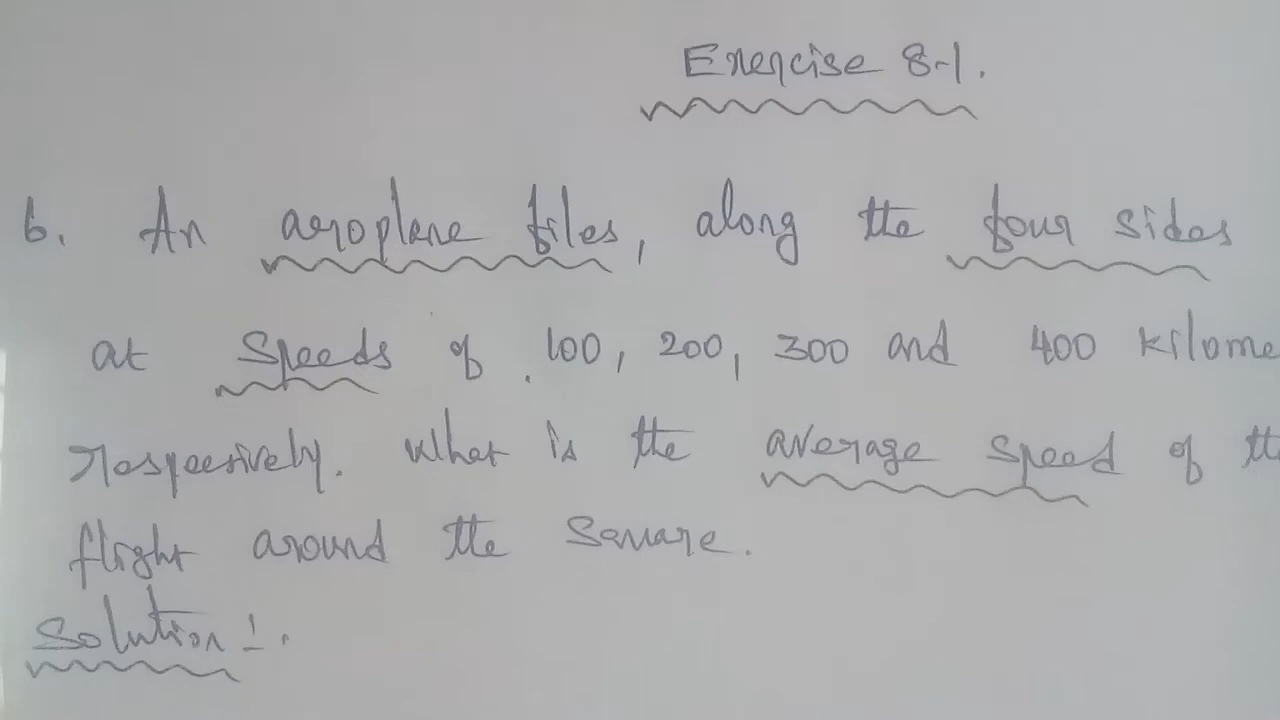 Exercise 8.1.
6. An aeroplane files, along the four sides
at speeds of 100, 200, 300 and 400 kilome
respectively. What is the average speed of th
flight around the square.
Solution:.